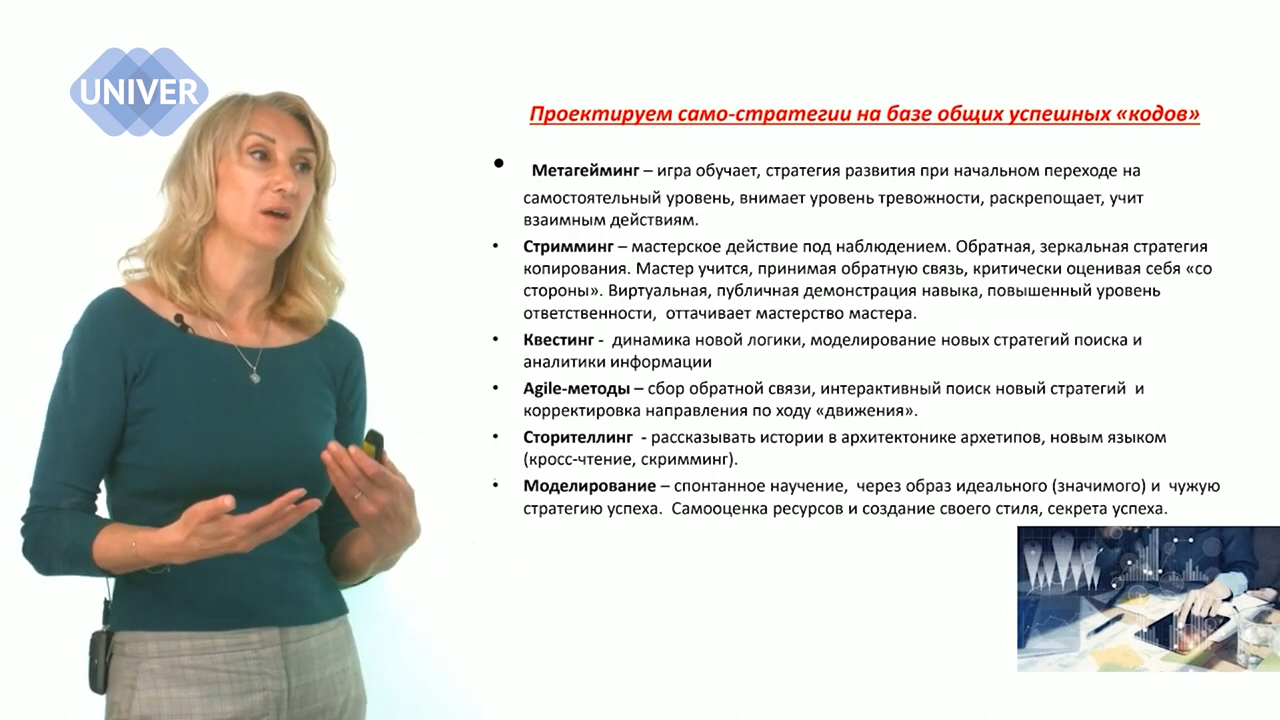 UNIVER
Проектируем само-стратегии на базе общих успешных «кодов»
• Метагейминг – игра обучает, стратегия развития при начальном переходе на
самостоятельный уровень, внимает уровень тревожности, раскрепощает, учит
взаимным действиям.
• Стримминг – мастерское действие под наблюдением. Обратная, зеркальная стратегия
копирования. Мастер учится, принимая обратную связь, критически оценивая себя «со
стороны». Виртуальная, публичная демонстрация навыка, повышенный уровень
ответственности, оттачивает мастерство мастера.
• Квестинг - динамика новой логики, моделирование новых стратегий поиска и
аналитики информации
• Agile-методы – сбор обратной связи, интерактивный поиск новый стратегий и
корректировка направления по ходу «движения».
• Сторителлинг - рассказывать истории в архитектонике архетипов, новым языком
(кросс-чтение, скримминг).
• Моделирование – спонтанное научение, через образ идеального (значимого) и чужую
стратегию успеха. Самооценка ресурсов и создание своего стиля, секрета успеха.